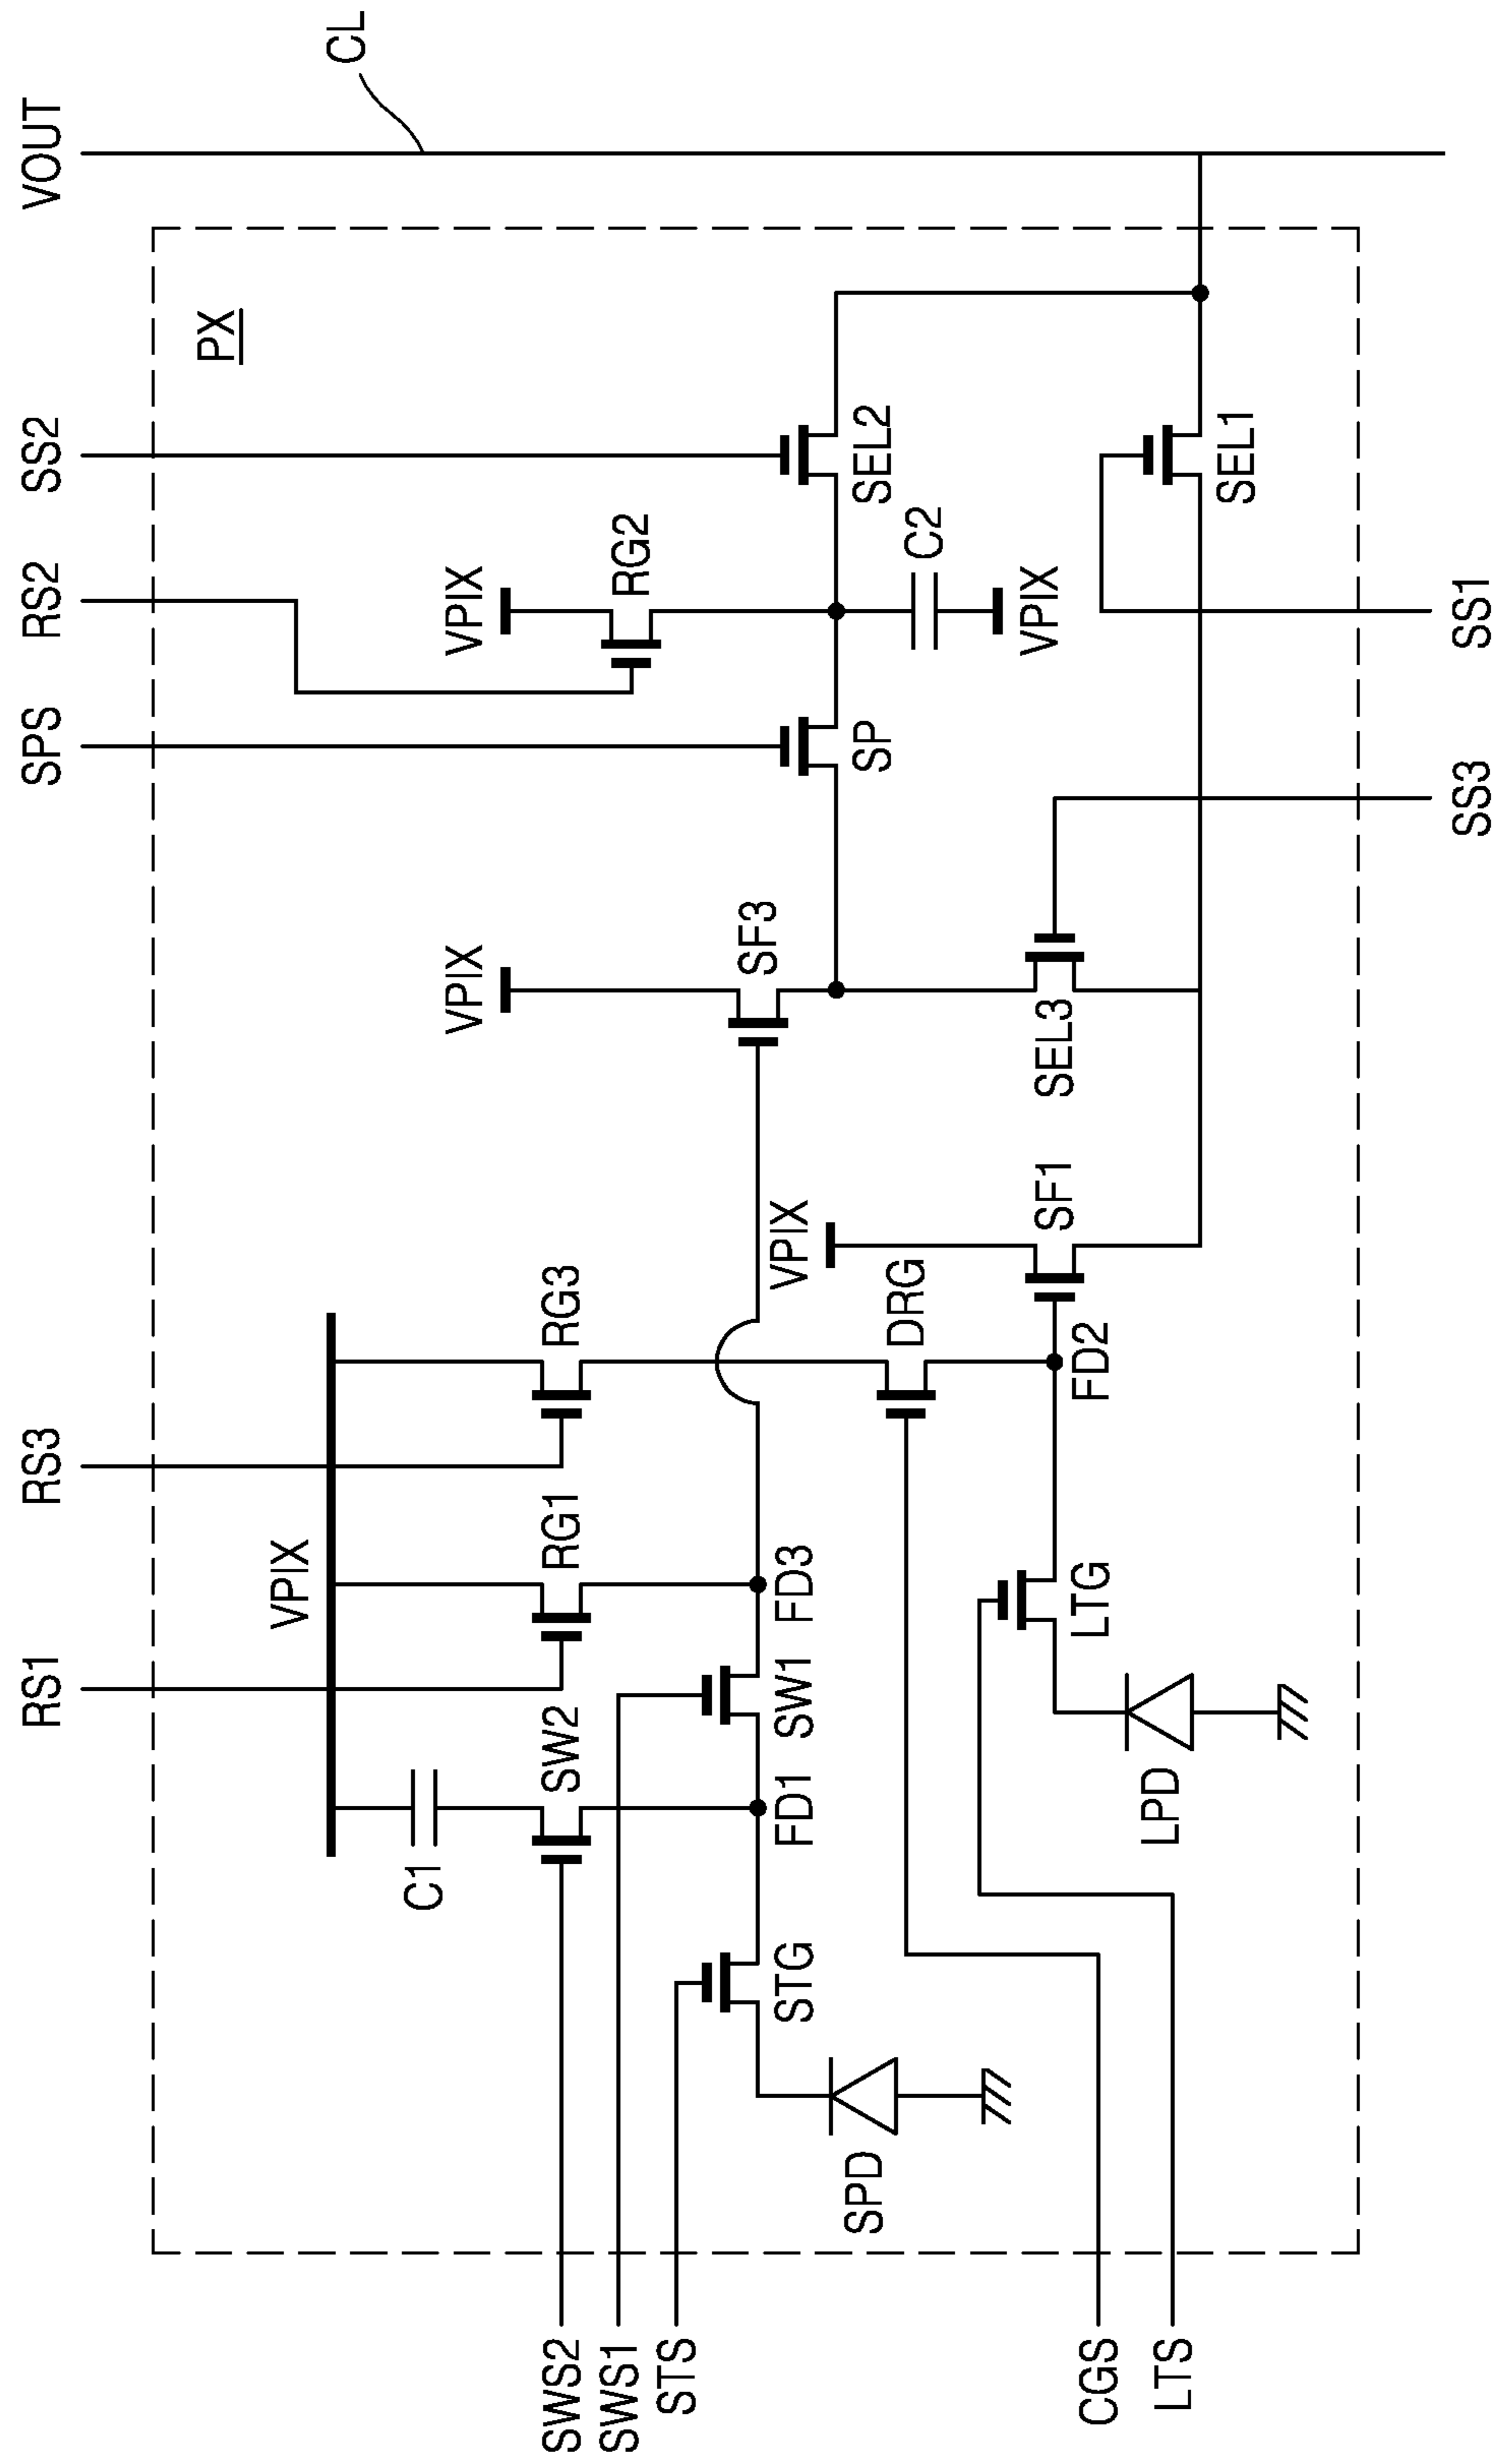 VOUT
CL
PX
SS2
RS2
SPS
RS3
RS1
SEL2
SEL1
RG2
VPIX
C2
VPIX
SP
SS1
SS3
VPIX
SF3
SEL3
VPIX
SF1
DRG
RG3
FD2
VPIX
RG1
FD3
LTG
SW1
SW2
FD1
C1
LPD
STG
SPD
SWS2
SWS1
STS
CGS
LTS